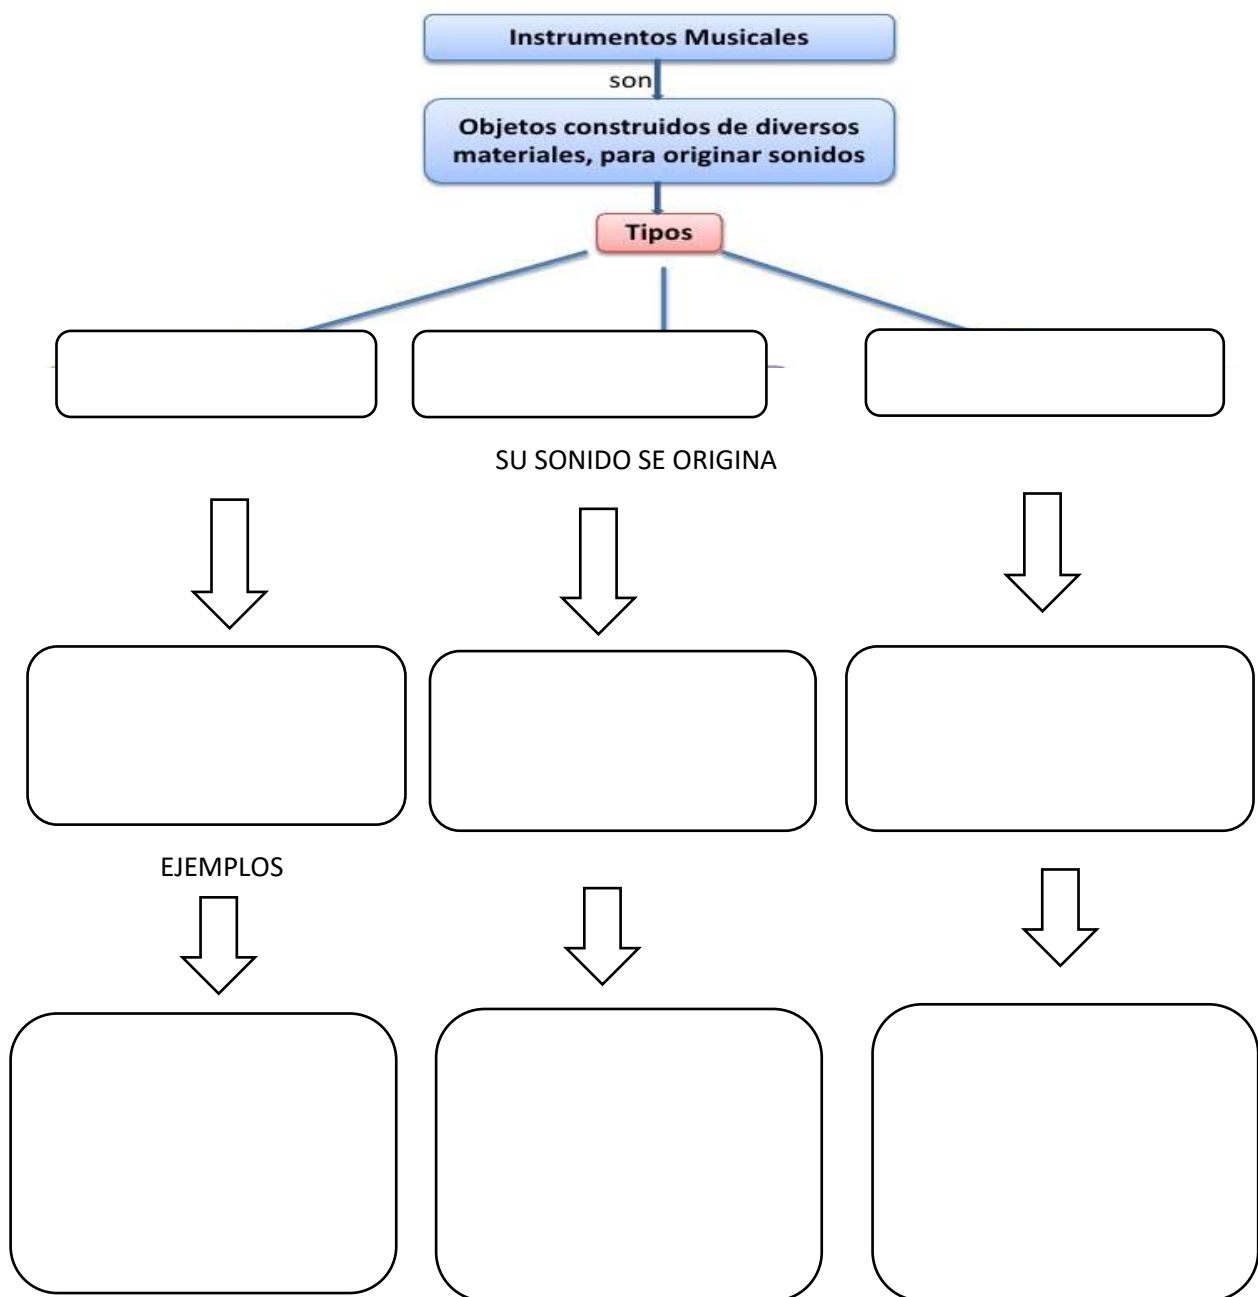 Instrumentos Musicales
son
Objetos construidos de diversos
materiales, para originar sonidos
Tipos
SU SONIDO SE ORIGINA
EJEMPLOS